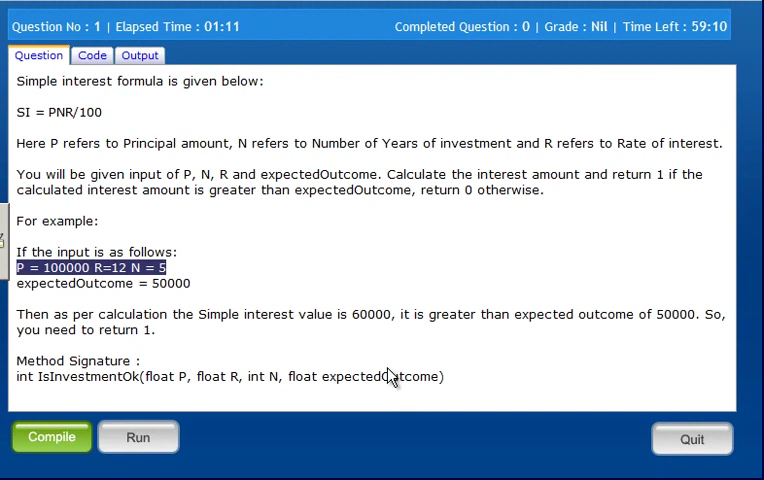 Question No : 1 | Elapsed Time : 01:11 Completed Question : 0 | Grade : Nil | Time Left : 59:10
Question Code Output
Simple interest formula is given below:
SI = PNR/100
Here P refers to Principal amount, N refers to Number of Years of investment and R refers to Rate of interest.
You will be given input of P, N, R and expectedOutcome. Calculate the interest amount and return 1 if the
calculated interest amount is greater than expectedOutcome, return 0 otherwise.
For example:
If the input is as follows:
P = 100000 R=12 N = 5
expectedOutcome = 50000
Then as per calculation the Simple interest value is 60000, it is greater than expected outcome of 50000. So,
you need to return 1.
Method Signature :
int IsInvestmentOk(float P, float R, int N, float expectedOutcome)
Compile Run Quit